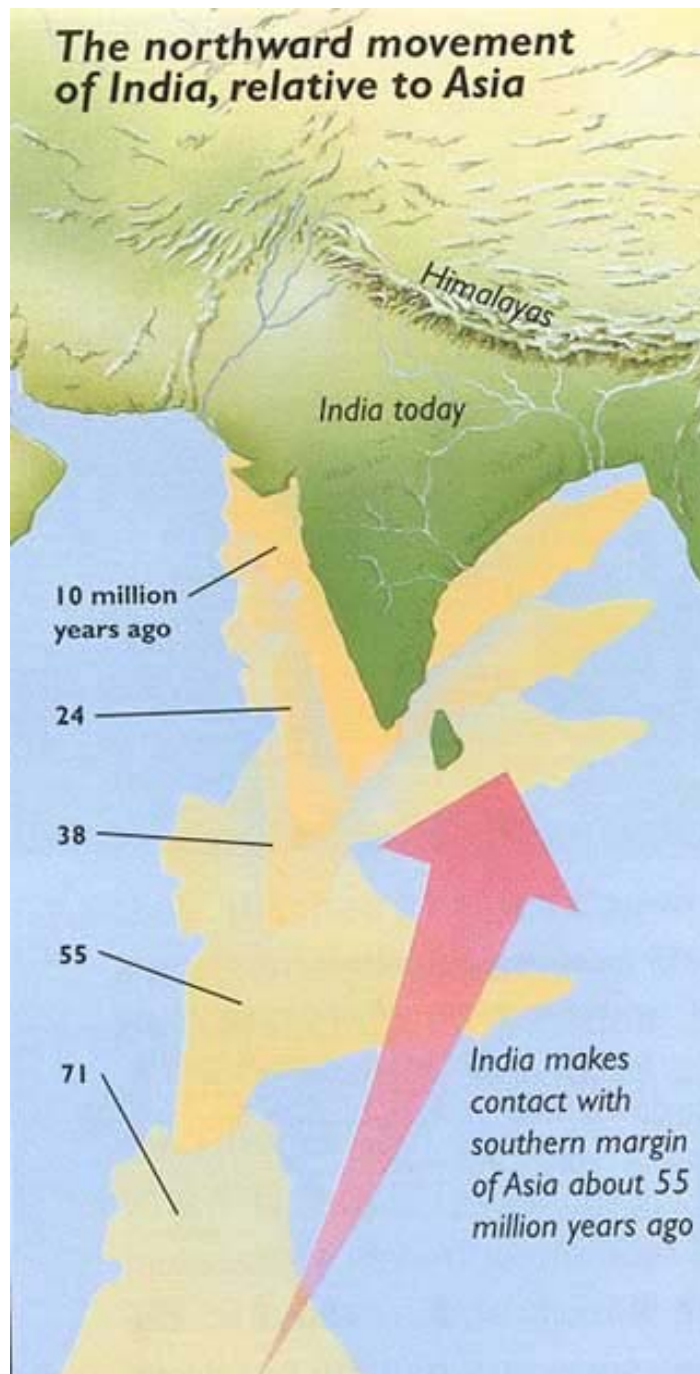 The northward movement
of India, relative to Asia
Himalayas
India today
10 million
years ago
24
38
55
71
India makes
contact with
southern margin
of Asia about 55
million years ago